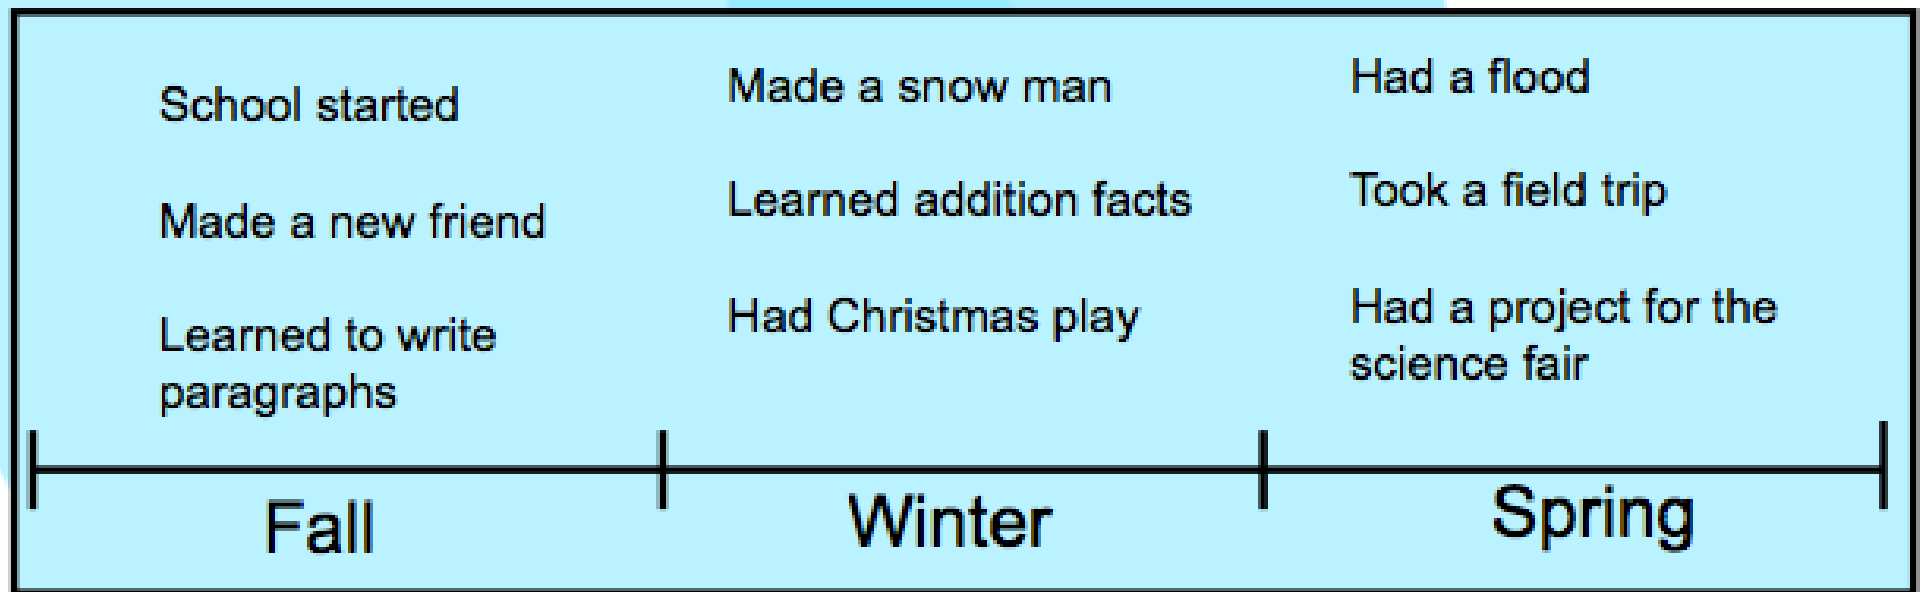 School started
Made a new friend
Learned to write
paragraphs
Made a snow man
Learned addition facts
Had Christmas play
Had a flood
Took a field trip
Had a project for the
science fair
Fall
Winter
Spring